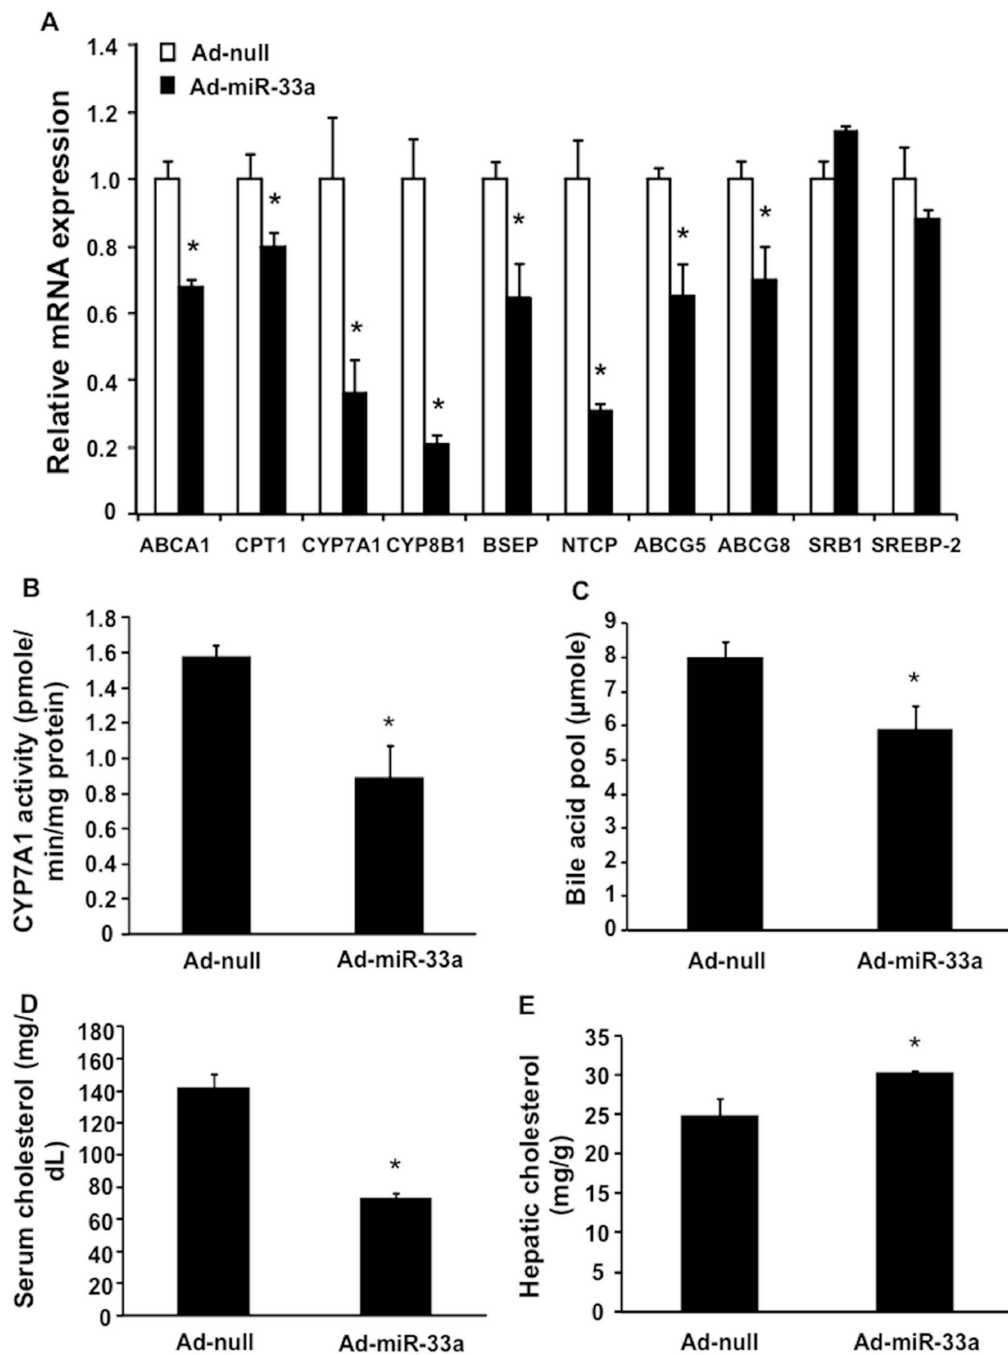 A
Relative mRNA expression
1.4
1.2
1.0
0.8
0.6
0.4
0.2
0
Ad-null
Ad-miR-33a
*
*
*
*
*
*
*
*
ABCA1 CPT1 CYP7A1 CYP8B1 BSEP NTCP ABCG5 ABCG8 SRB1 SREBP-2
B
CYP7A1 activity (pmole/
min/mg protein)
1.8
1.6
1.4
1.2
1.0
0.8
0.6
0.4
0.2
0
*
Ad-null Ad-miR-33a
C
Bile acid pool (µmole)
9
8
7
6
5
4
3
2
1
0
*
Ad-null Ad-miR-33a
D
Serum cholesterol (mg/
dL)
180
160
140
120
100
80
60
40
20
0
*
Ad-null Ad-miR-33a
E
Hepatic cholesterol
(mg/g)
35
30
25
20
15
10
5
0
*
Ad-null Ad-miR-33a